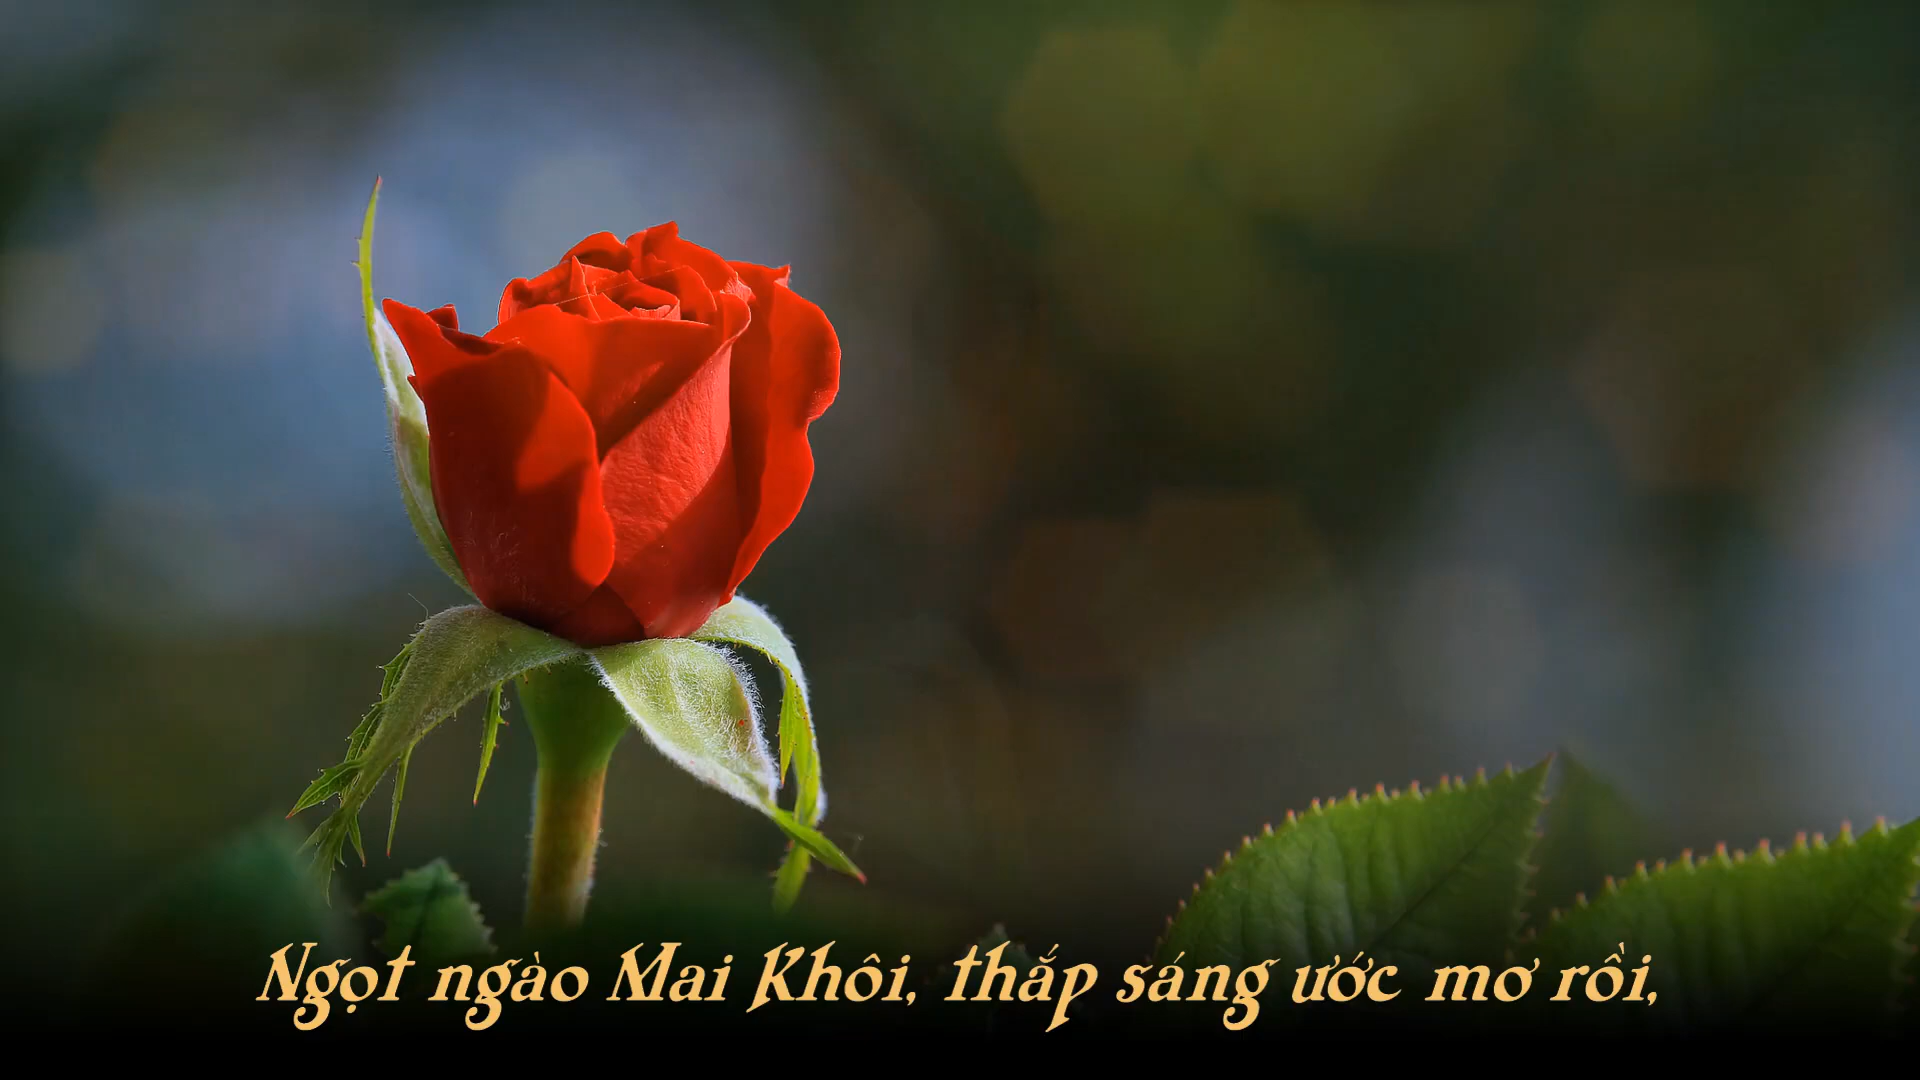 Ngọt ngào Mai Khôi, thắp sáng ước mơ rồi,